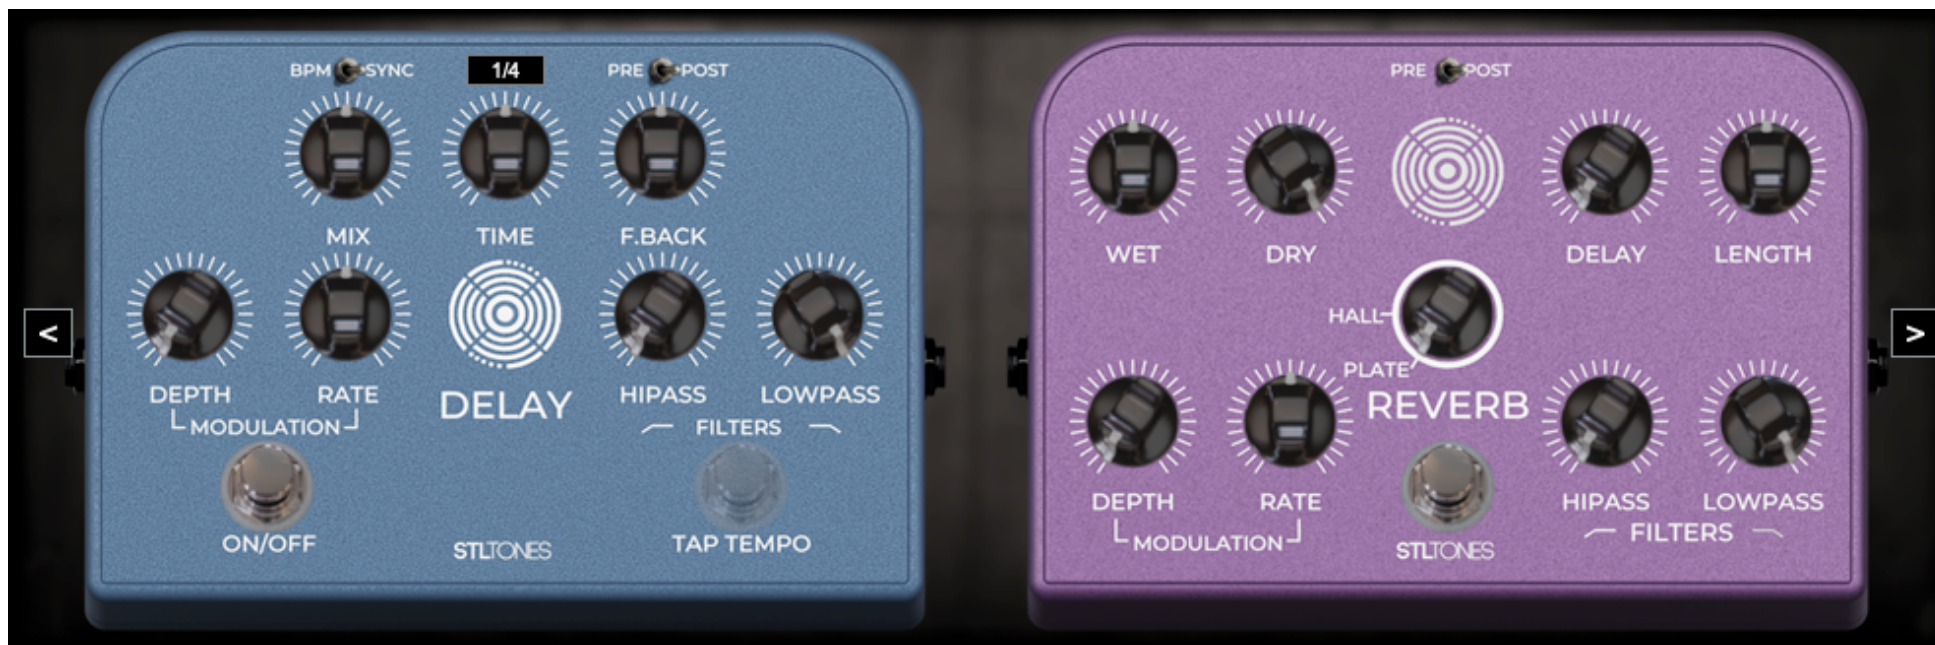 BPM SYNC
1/4
PRE POST
MIX
TIME
F.BACK
DEPTH
RATE
MODULATION
DELAY
HIPASS
LOWPASS
FILTERS
ON/OFF
STLTONES
TAP TEMPO
<
PRE POST
WET
DRY
DELAY
LENGTH
HALL
PLATE
REVERB
DEPTH
RATE
MODULATION
HIPASS
LOWPASS
FILTERS
STLTONES
>